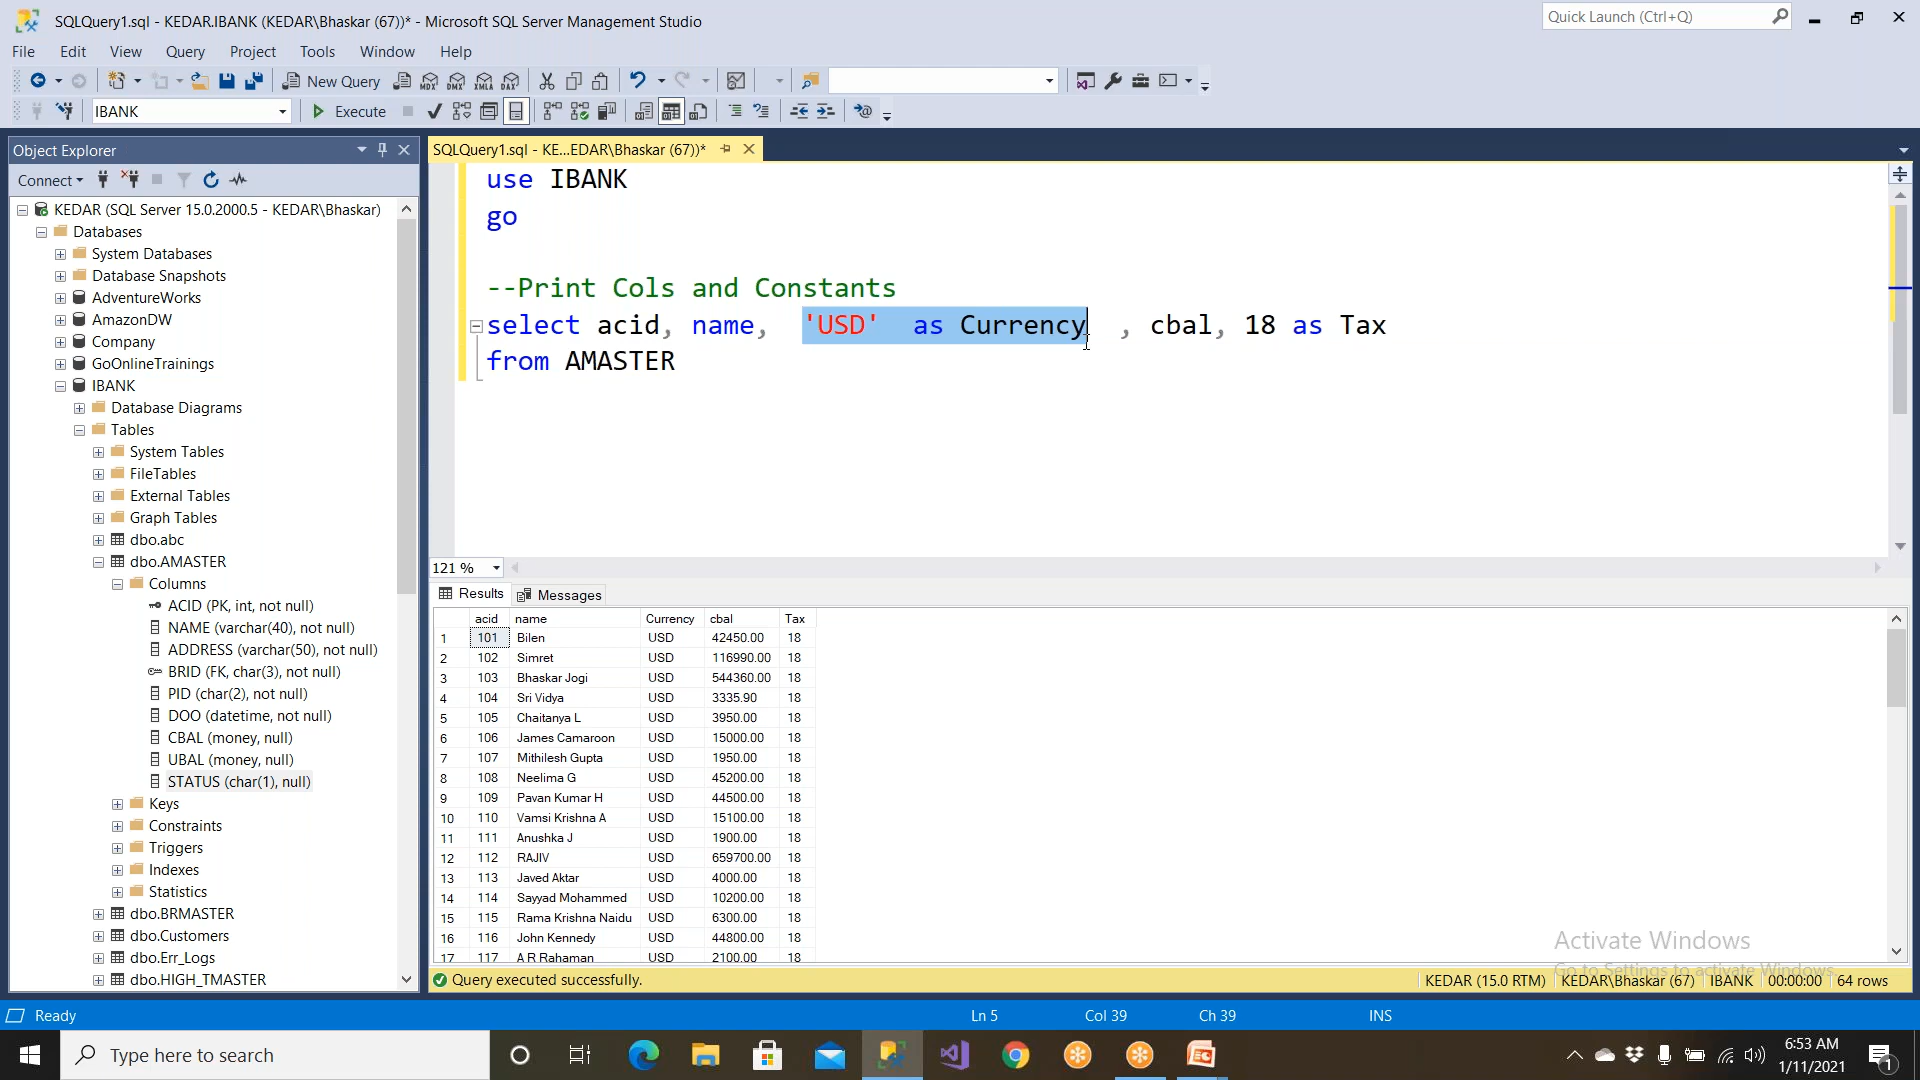 SQLQuery1.sql - KEDAR.IBANK (KEDAR\Bhaskar (67))* - Microsoft SQL Server Management Studio
Quick Launch (Ctrl+Q)
File Edit View Query Project Tools Window Help
New Query
MDX DMX XMLA DAX
IBANK
Execute
Object Explorer
SQLQuery1.sql - KE...EDAR\Bhaskar (67))*
Connect
KEDAR (SQL Server 15.0.2000.5 - KEDAR\Bhaskar)
Databases
System Databases
Database Snapshots
AdventureWorks
AmazonDW
Company
GoOnlineTrainings
IBANK
Database Diagrams
Tables
System Tables
FileTables
External Tables
Graph Tables
dbo.abc
dbo.AMASTER
Columns
ACID (PK, int, not null)
NAME (varchar(40), not null)
ADDRESS (varchar(50), not null)
BRID (FK, char(3), not null)
PID (char(2), not null)
DOO (datetime, not null)
CBAL (money, null)
UBAL (money, null)
STATUS (char(1), null)
Keys
Constraints
Triggers
Indexes
Statistics
dbo.BRMASTER
dbo.Customers
dbo.Err_Logs
dbo.HIGH_TMASTER
use IBANK
go
--Print Cols and Constants
select acid, name, 'USD' as Currency , cbal, 18 as Tax
from AMASTER
121 %
Results Messages
acid name Currency cbal Tax
1 101 Bilen USD 42450.00 18
2 102 Simret USD 116990.00 18
3 103 Bhaskar Jogi USD 544360.00 18
4 104 Sri Vidya USD 3335.90 18
5 105 Chaitanya L USD 3950.00 18
6 106 James Camaroon USD 15000.00 18
7 107 Mithilesh Gupta USD 1950.00 18
8 108 Neelima G USD 45200.00 18
9 109 Pavan Kumar H USD 44500.00 18
10 110 Vamsi Krishna A USD 15100.00 18
11 111 Anushka J USD 1900.00 18
12 112 RAJIV USD 659700.00 18
13 113 Javed Aktar USD 4000.00 18
14 114 Sayyad Mohammed USD 10200.00 18
15 115 Rama Krishna Naidu USD 6300.00 18
16 116 John Kennedy USD 44800.00 18
17 117 A R Rahaman USD 2100.00 18
Activate Windows
Go to Settings to activate Windows.
Query executed successfully.
KEDAR (15.0 RTM) KEDAR\Bhaskar (67) IBANK 00:00:00 64 rows
Ready Ln 5 Col 39 Ch 39 INS
Type here to search
6:53 AM
1/11/2021
1